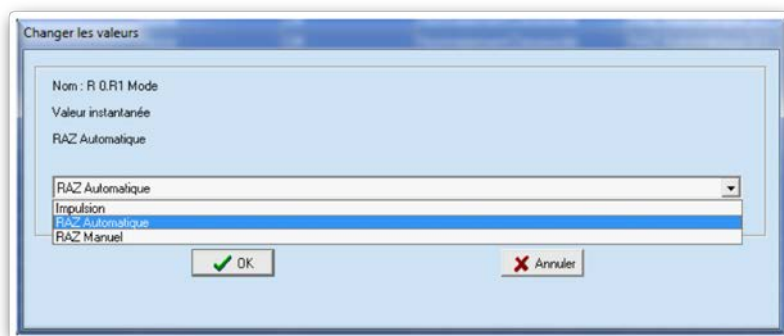 Changer les valeurs
Nom : R 0.R1 Mode
Valeur instantanée
RAZ Automatique
RAZ Automatique
Impulsion
RAZ Automatique
RAZ Manuel
OK
Annuler